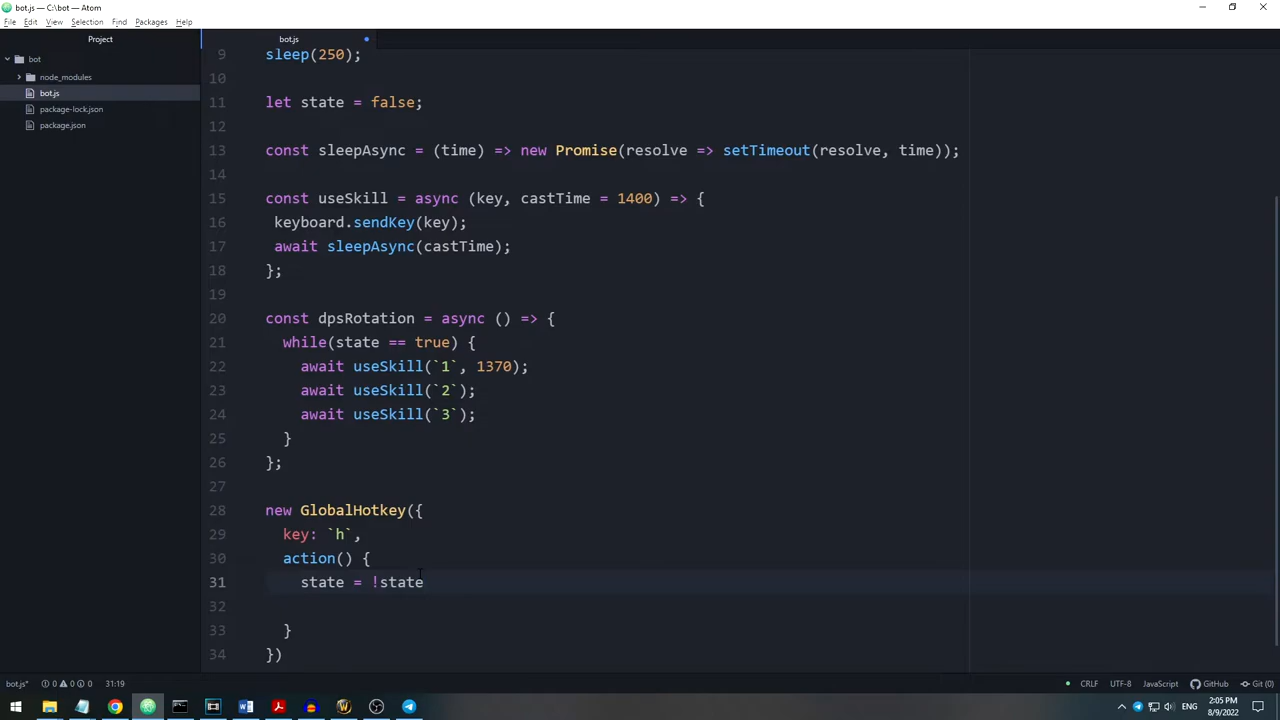 bot.js — C:\bot — Atom
File Edit View Selection Find Packages Help
Project
bot.js
bot
node_modules
bot.js
package-lock.json
package.json
9 sleep(250);
10
11 let state = false;
12
13 const sleepAsync = (time) => new Promise(resolve => setTimeout(resolve, time));
14
15 const useSkill = async (key, castTime = 1400) => {
16 keyboard.sendKey(key);
17 await sleepAsync(castTime);
18 };
19
20 const dpsRotation = async () => {
21 while(state == true) {
22 await useSkill(`1`, 1370);
23 await useSkill(`2`);
24 await useSkill(`3`);
25 }
26 };
27
28 new GlobalHotkey({
29 key: `h`,
30 action() {
31 state = !state
32
33 }
34 })
bot.js* 0 0 0 31:19 CRLF UTF-8 JavaScript GitHub Git (0)
ENG
2:05 PM
8/9/2022